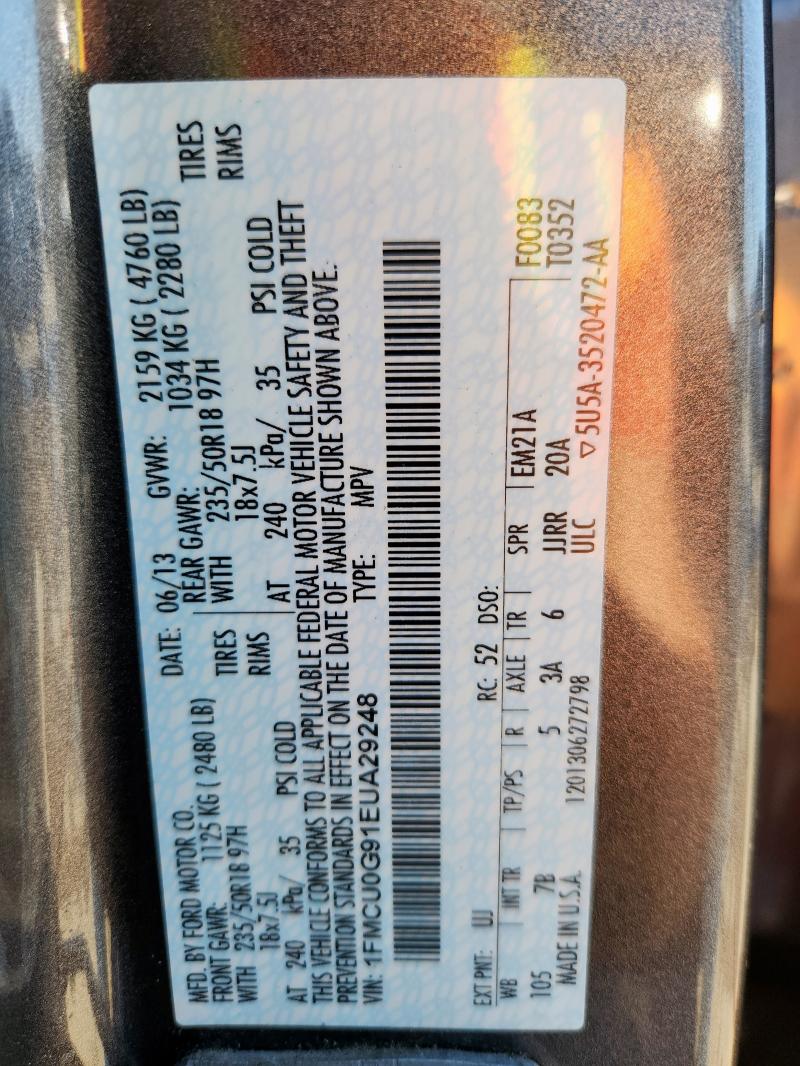 MFD. BY FORD MOTOR CO. DATE: 06/13 GVWR: 2159 KG ( 4760 LB)
FRONT GAWR: 1125 KG ( 2480 LB) REAR GAWR: 1034 KG ( 2280 LB)
WITH 235/50R18 97H TIRES WITH 235/50R18 97H TIRES
18x7.5J RIMS 18x7.5J RIMS
AT 240 kPa/ 35 PSI COLD AT 240 kPa/ 35 PSI COLD
THIS VEHICLE CONFORMS TO ALL APPLICABLE FEDERAL MOTOR VEHICLE SAFETY AND THEFT
PREVENTION STANDARDS IN EFFECT ON THE DATE OF MANUFACTURE SHOWN ABOVE.
VIN: 1FMCU0G91EUA29248 TYPE: MPV
EXT PNT: UJ RC: 52 DSO:
WB INT TR TP/PS R AXLE TR SPR EM21A F0083
105 7B 5 3A 6 JJRR 20A T0352
MADE IN U.S.A. 1201306272798 ULC ▽5U5A-3520472-AA